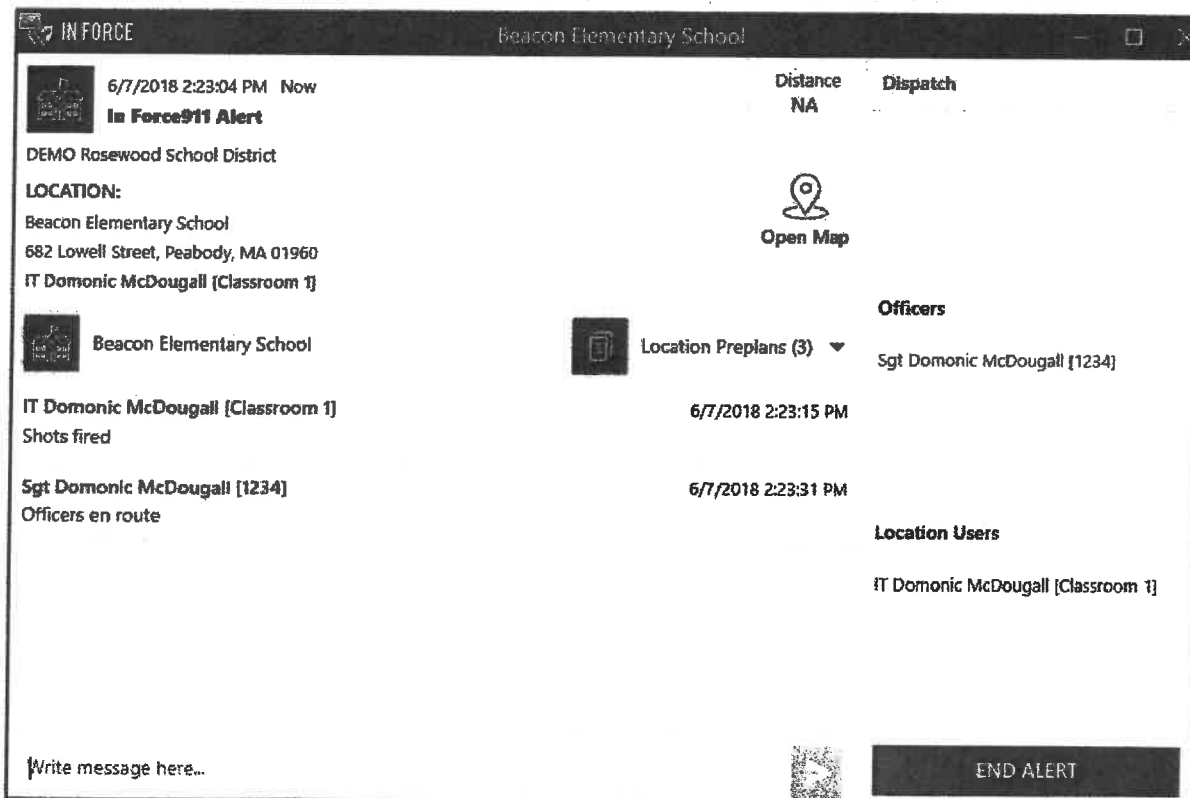 IN FORCE
Beacon Elementary School
6/7/2018 2:23:04 PM Now
In Force911 Alert
Distance
NA
Dispatch
DEMO Rosewood School District
LOCATION:
Beacon Elementary School
682 Lowell Street, Peabody, MA 01960
IT Domonic McDougall [Classroom 1]
Open Map
Beacon Elementary School
Location Preplans (3)
Officers
Sgt Domonic McDougall [1234]
IT Domonic McDougall [Classroom 1]
6/7/2018 2:23:15 PM
Shots fired
Sgt Domonic McDougall [1234]
6/7/2018 2:23:31 PM
Officers en route
Location Users
IT Domonic McDougall [Classroom 1]
Write message here...
END ALERT